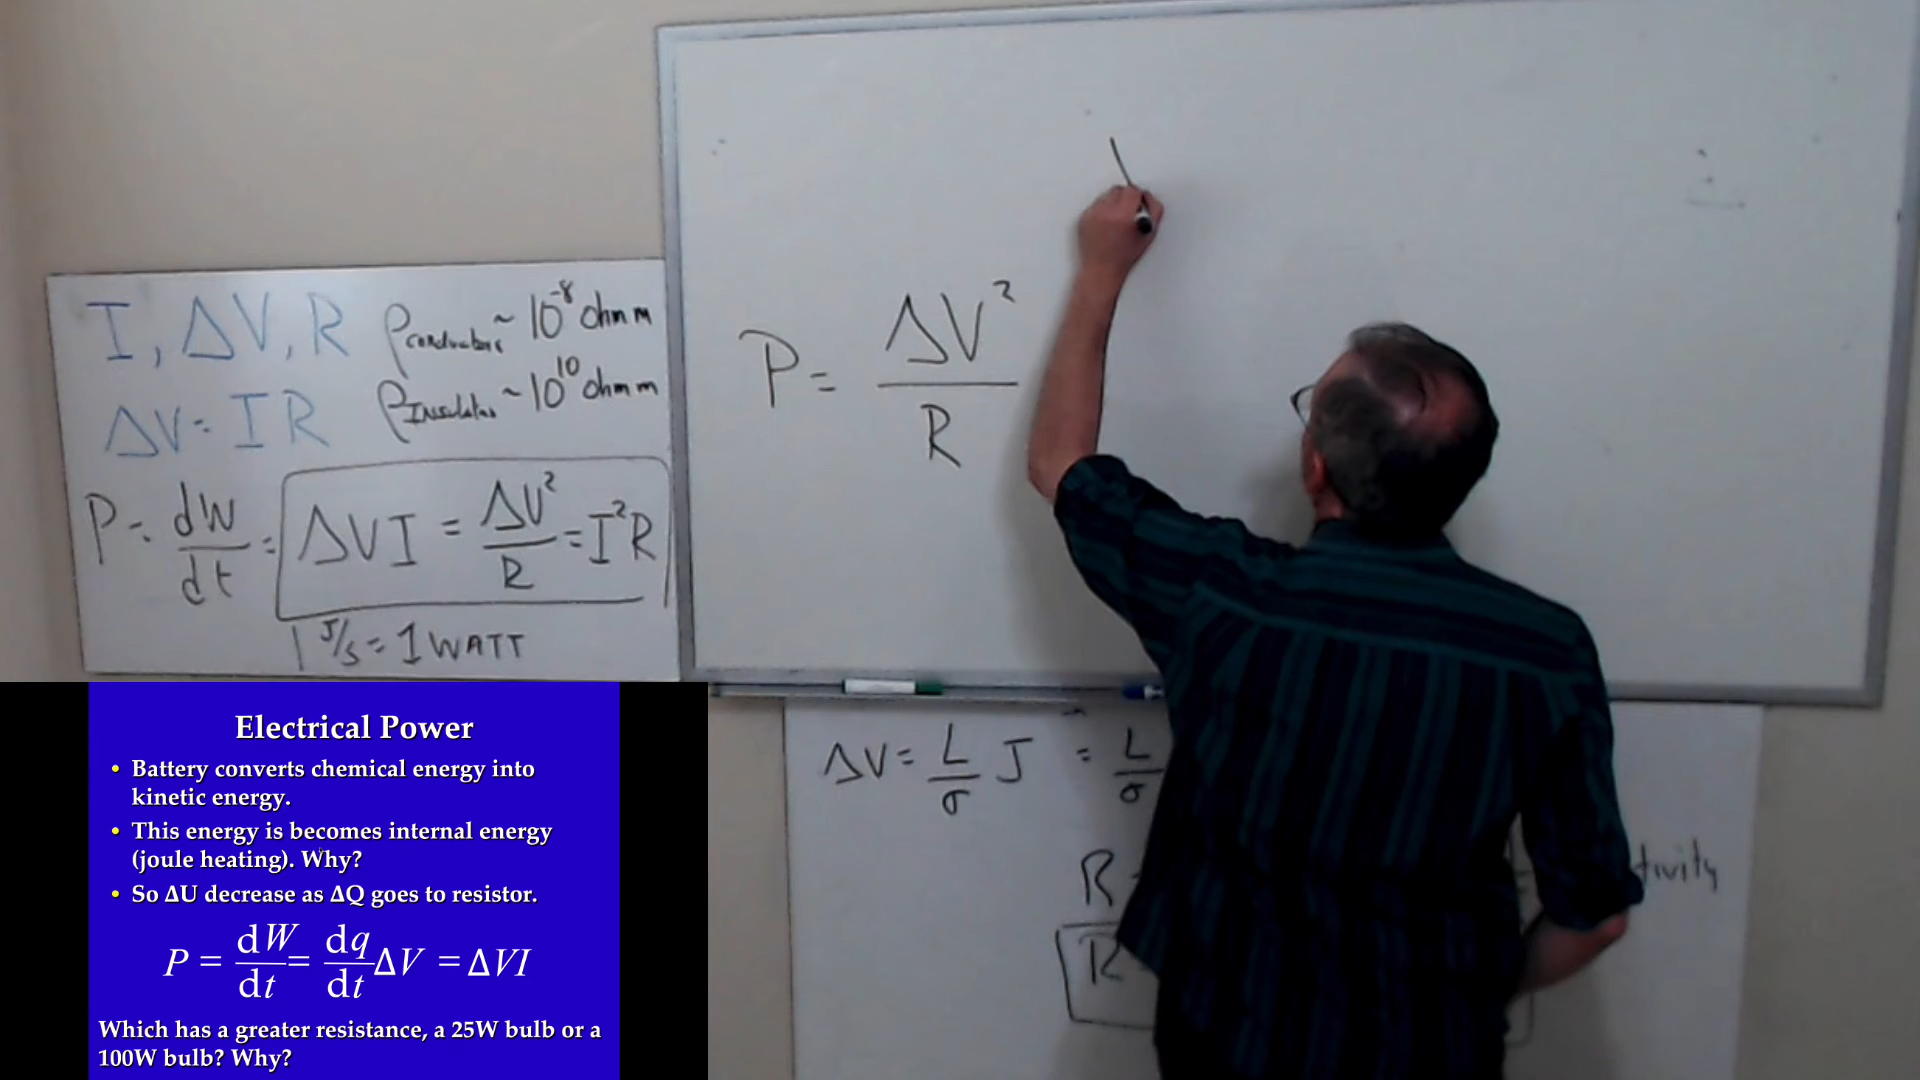 I, ΔV, R
ρConductors ~ 10^-8 ohm m
ΔV = IR
ρInsulator ~ 10^10 ohm m
P = dW/dt = ΔVI = ΔV²/R = I²R
1 J/s = 1 WATT
P = ΔV²/R
ΔV = L/σ J = L/σ
R
R
tivity
Electrical Power
• Battery converts chemical energy into
kinetic energy.
• This energy is becomes internal energy
(joule heating). Why?
• So ΔU decrease as ΔQ goes to resistor.
P = dW/dt = dq/dt ΔV = ΔVI
Which has a greater resistance, a 25W bulb or a
100W bulb? Why?